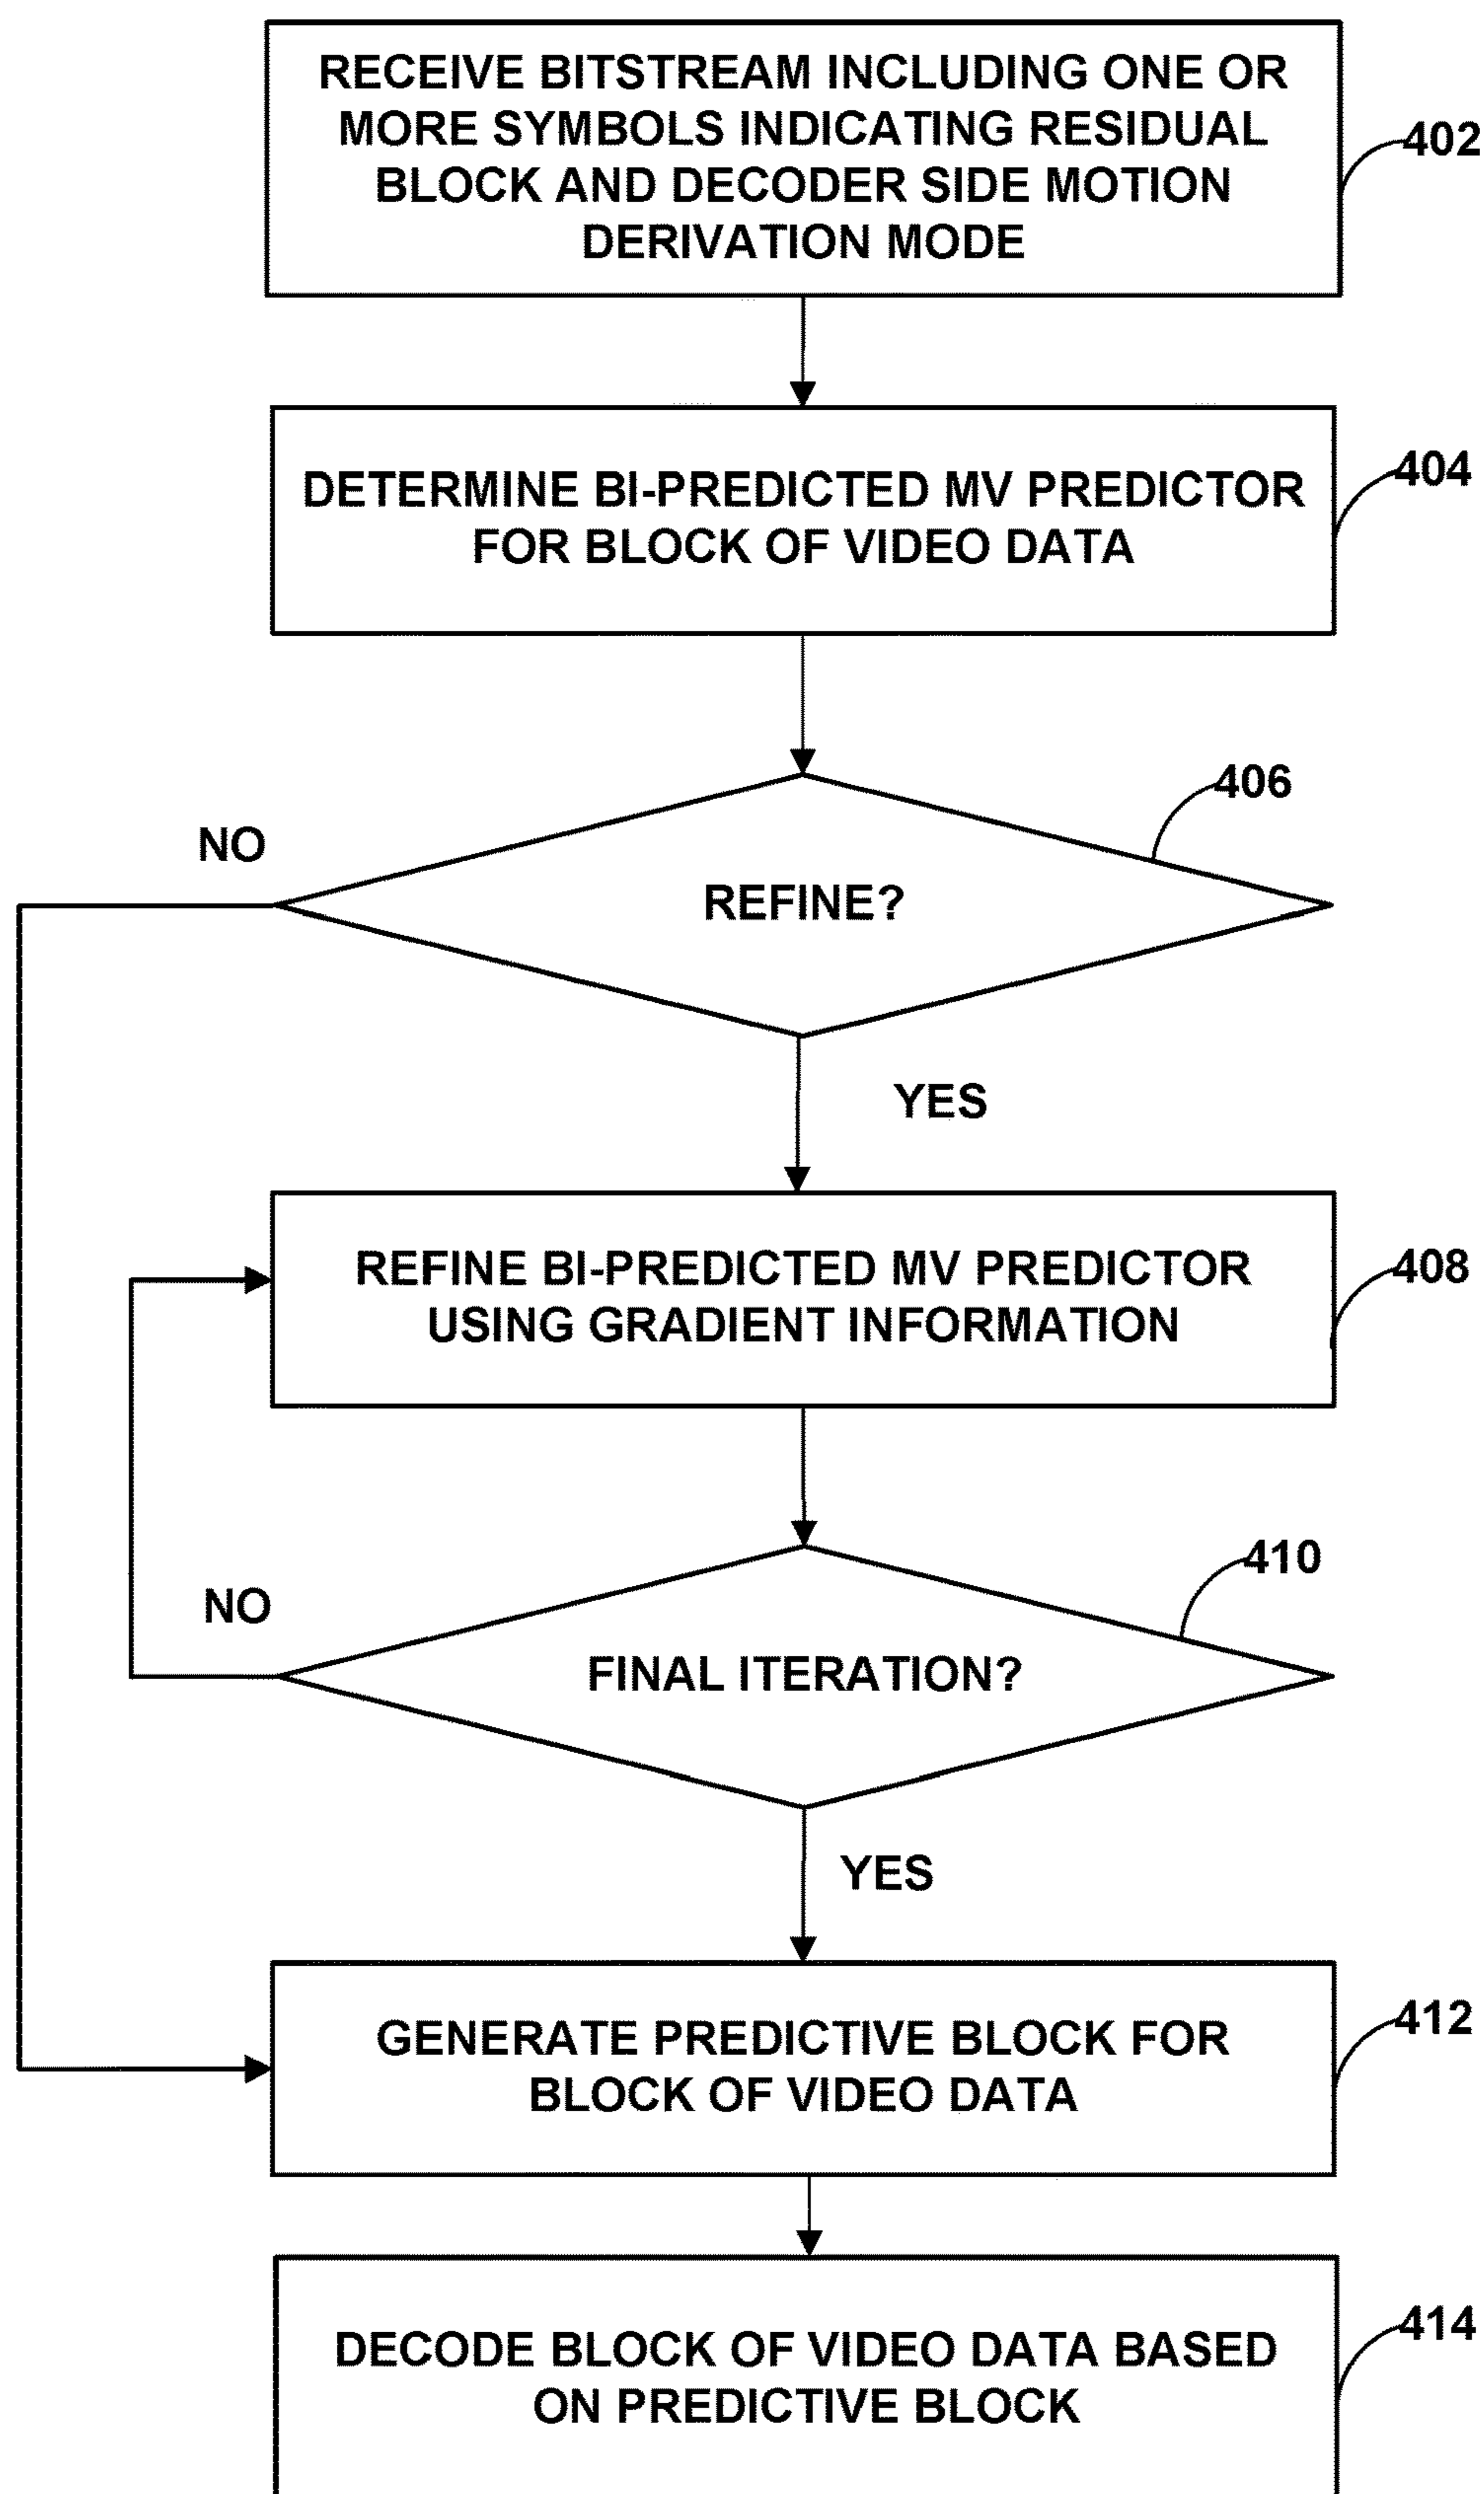 RECEIVE BITSTREAM INCLUDING ONE OR
MORE SYMBOLS INDICATING RESIDUAL
BLOCK AND DECODER SIDE MOTION
DERIVATION MODE
402
DETERMINE BI-PREDICTED MV PREDICTOR
FOR BLOCK OF VIDEO DATA
404
406
NO
REFINE?
YES
REFINE BI-PREDICTED MV PREDICTOR
USING GRADIENT INFORMATION
408
410
NO
FINAL ITERATION?
YES
GENERATE PREDICTIVE BLOCK FOR
BLOCK OF VIDEO DATA
412
DECODE BLOCK OF VIDEO DATA BASED
ON PREDICTIVE BLOCK
414